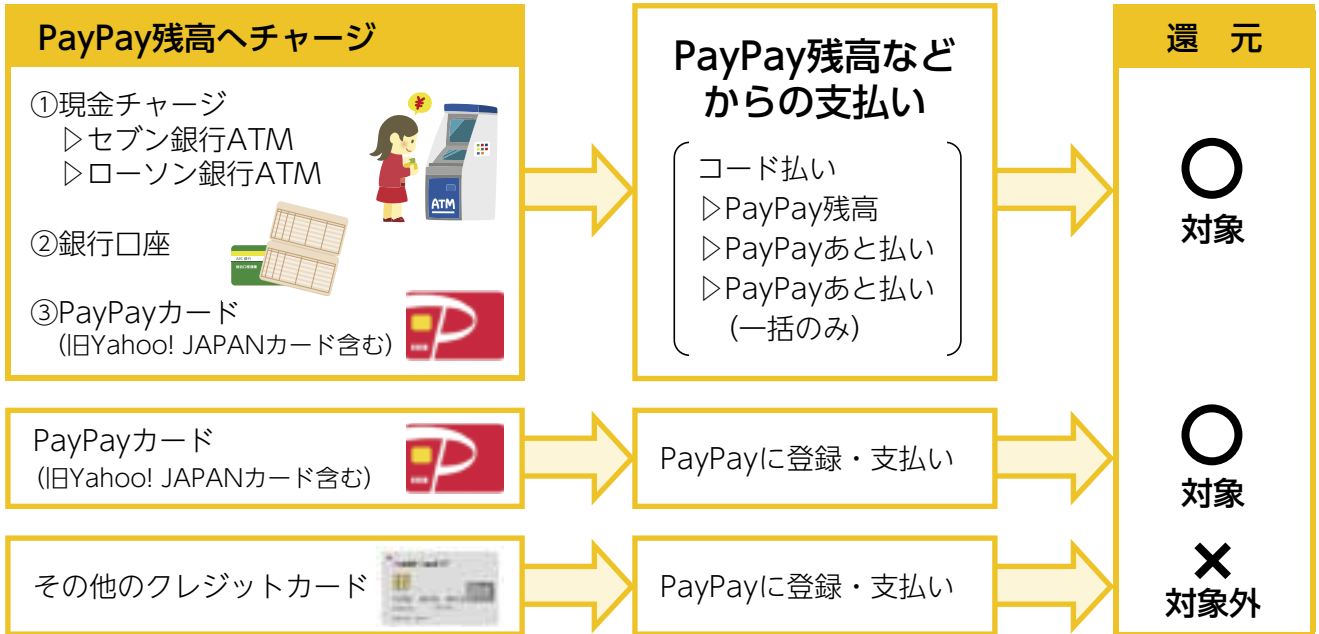 PayPay残高へチャージ
①現金チャージ
▷セブン銀行ATM
▷ローソン銀行ATM
¥
ATM
②銀行口座
③PayPayカード
(旧Yahoo! JAPANカード含む)
PayPay残高など
からの支払い
コード払い
▷PayPay残高
▷PayPayあと払い
▷PayPayあと払い
(一括のみ)
還 元
対象
PayPayカード
(旧Yahoo! JAPANカード含む)
PayPayに登録・支払い
対象
その他のクレジットカード
PayPayに登録・支払い
対象外